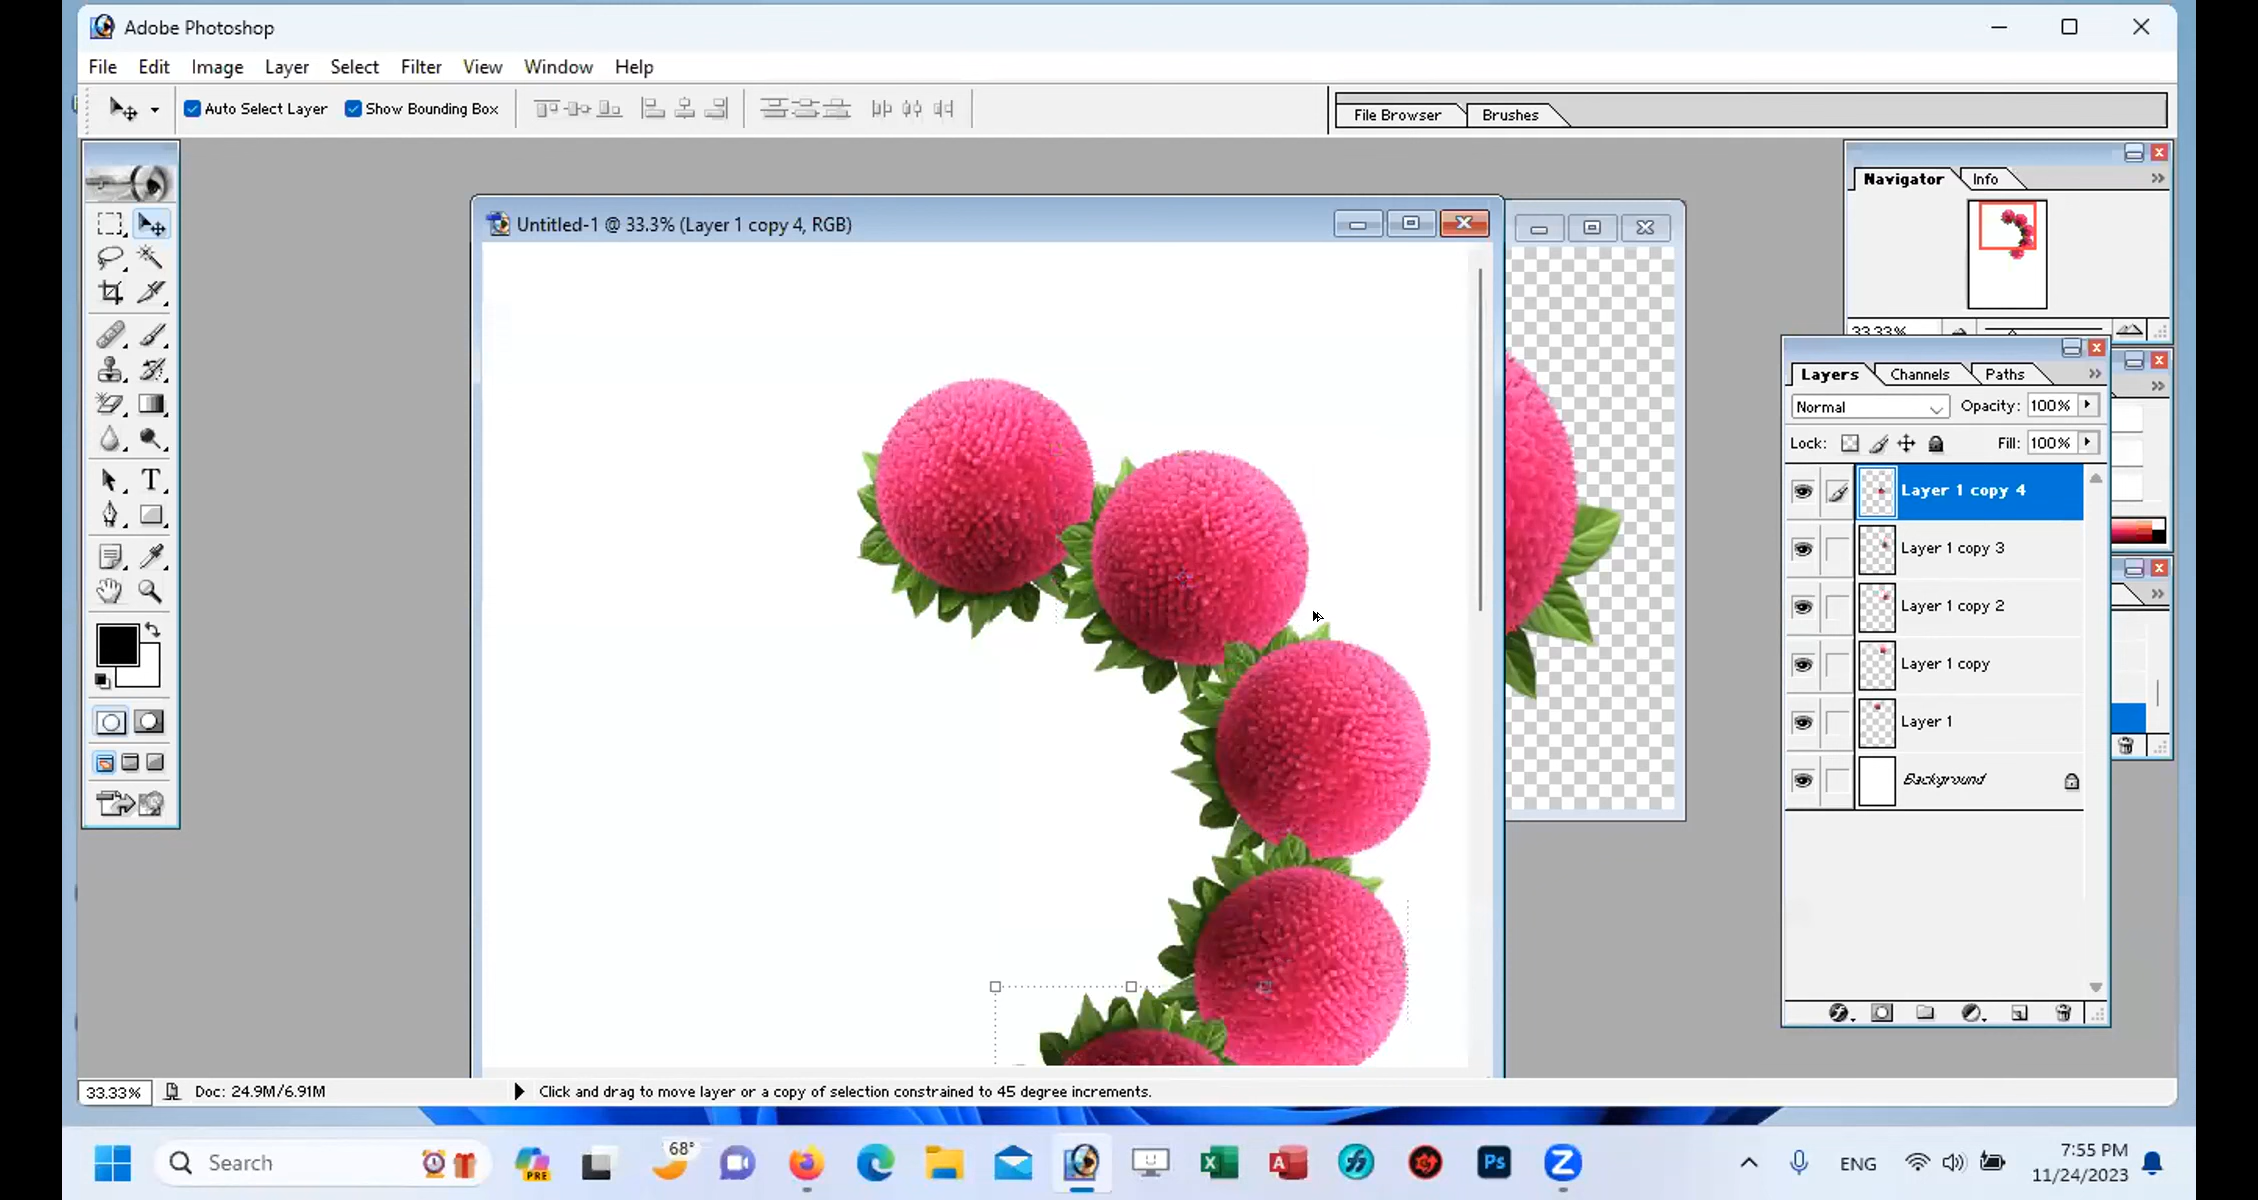 Adobe Photoshop
File Edit Image Layer Select Filter View Window Help
Auto Select Layer Show Bounding Box
File Browser Brushes
Navigator Info
Untitled-1 @ 33.3% (Layer 1 copy 4, RGB)
33.33%
Layers Channels Paths
Normal Opacity: 100%
Lock: Fill: 100%
Layer 1 copy 4
Layer 1 copy 3
Layer 1 copy 2
Layer 1 copy
Layer 1
Background
33.33% Doc: 24.9M/6.91M Click and drag to move layer or a copy of selection constrained to 45 degree increments.
Search
PRE
68°
Ps
ENG
7:55 PM
11/24/2023